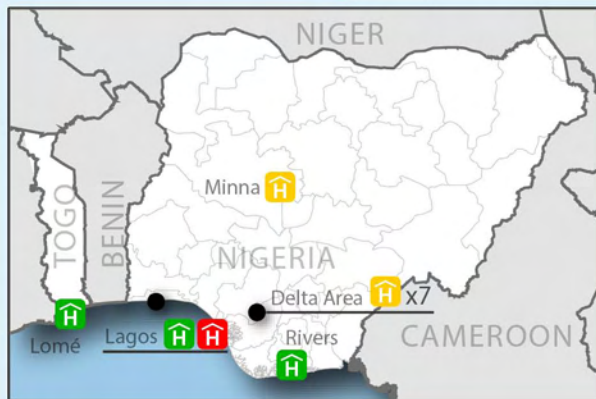 NIGER
Minna H
TOGO
BENIN
NIGERIA
Delta Area H x7
H
Lomé
Lagos H H
Rivers
H
CAMEROON